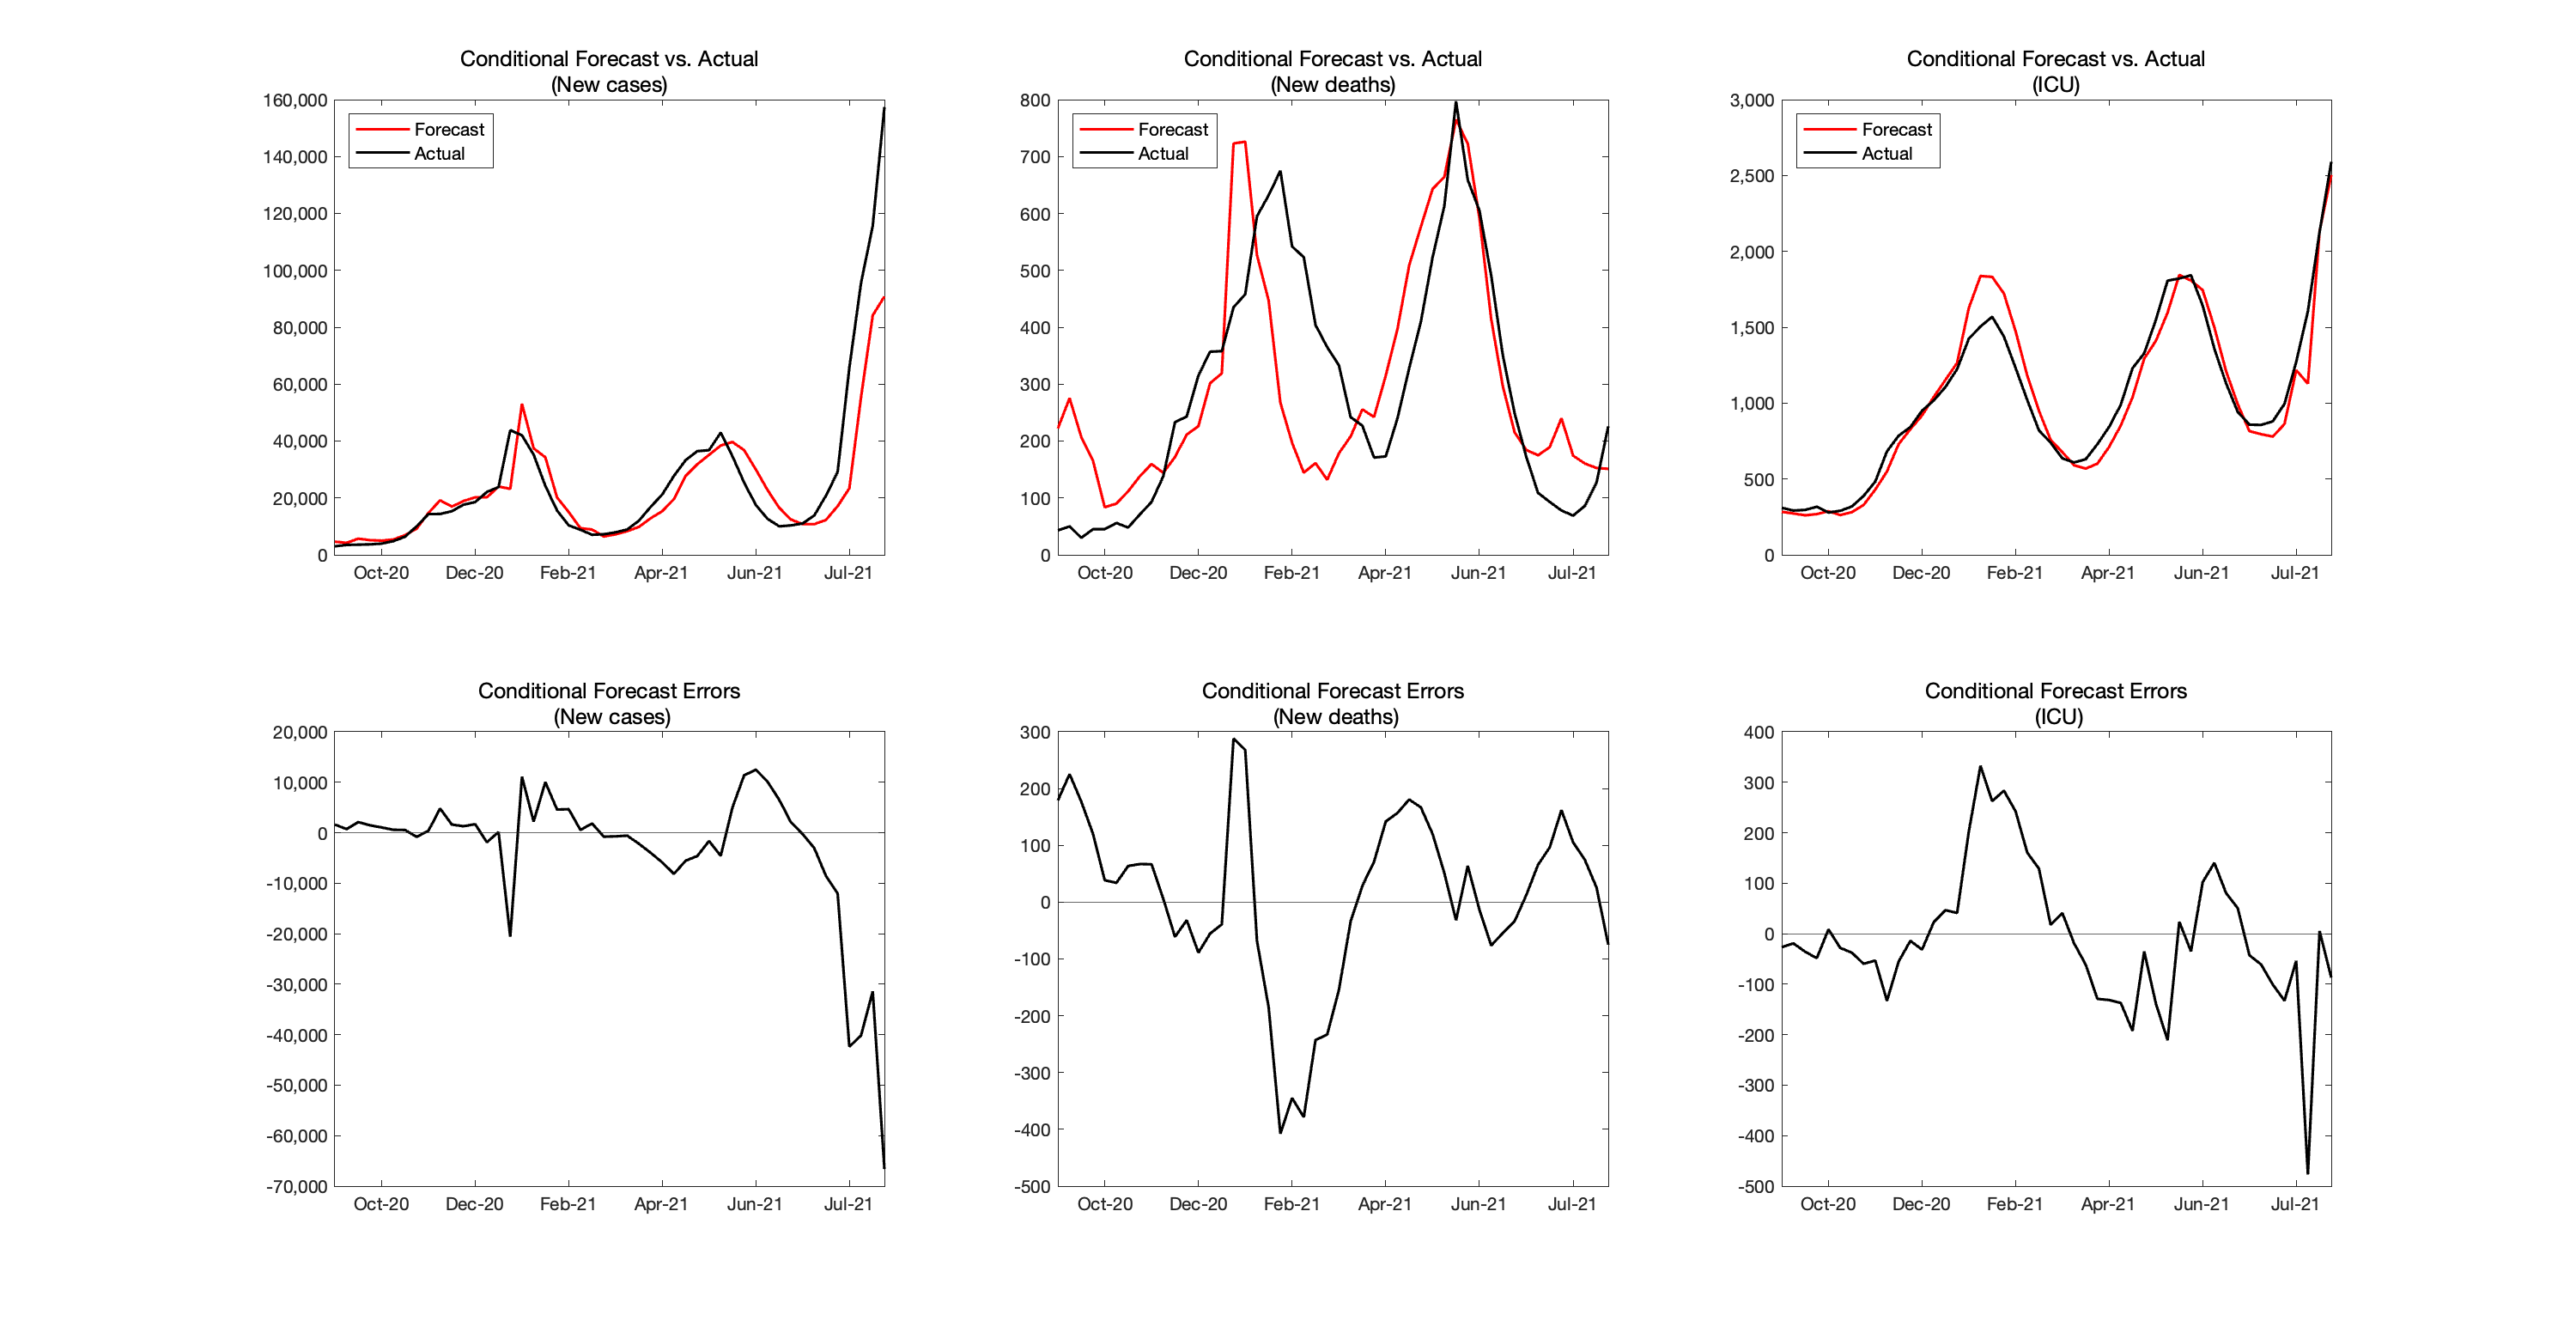 Conditional Forecast vs. Actual
(New cases)
160,000
140,000
120,000
100,000
80,000
60,000
40,000
20,000
0
Forecast
Actual
Oct-20 Dec-20 Feb-21 Apr-21 Jun-21 Jul-21
Conditional Forecast vs. Actual
(New deaths)
800
700
600
500
400
300
200
100
0
Forecast
Actual
Oct-20 Dec-20 Feb-21 Apr-21 Jun-21 Jul-21
Conditional Forecast vs. Actual
(ICU)
3,000
2,500
2,000
1,500
1,000
500
0
Forecast
Actual
Oct-20 Dec-20 Feb-21 Apr-21 Jun-21 Jul-21
Conditional Forecast Errors
(New cases)
20,000
10,000
0
-10,000
-20,000
-30,000
-40,000
-50,000
-60,000
-70,000
Oct-20 Dec-20 Feb-21 Apr-21 Jun-21 Jul-21
Conditional Forecast Errors
(New deaths)
300
200
100
0
-100
-200
-300
-400
-500
Oct-20 Dec-20 Feb-21 Apr-21 Jun-21 Jul-21
Conditional Forecast Errors
(ICU)
400
300
200
100
0
-100
-200
-300
-400
-500
Oct-20 Dec-20 Feb-21 Apr-21 Jun-21 Jul-21